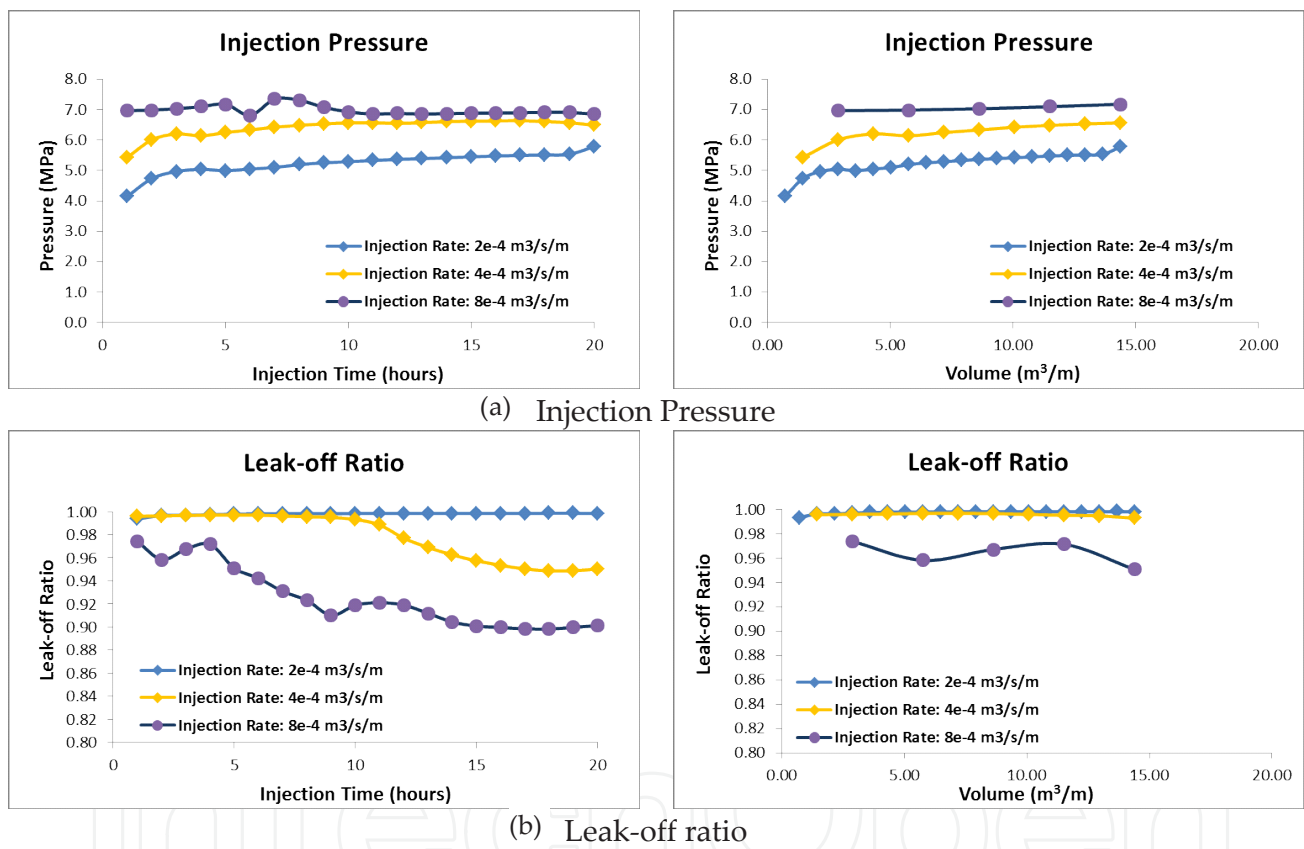 Injection Pressure
8.0
7.0
6.0
5.0
4.0
3.0
2.0
1.0
0.0
Pressure (MPa)
Injection Rate: 2e-4 m3/s/m
Injection Rate: 4e-4 m3/s/m
Injection Rate: 8e-4 m3/s/m
0 5 10 15 20
Injection Time (hours)
Injection Pressure
8.0
7.0
6.0
5.0
4.0
3.0
2.0
1.0
0.0
Pressure (MPa)
Injection Rate: 2e-4 m3/s/m
Injection Rate: 4e-4 m3/s/m
Injection Rate: 8e-4 m3/s/m
0.00 5.00 10.00 15.00 20.00
Volume (m³/m)
(a) Injection Pressure
Leak-off Ratio
1.00
0.98
0.96
0.94
0.92
0.90
0.88
0.86
0.84
0.82
0.80
Leak-off Ratio
Injection Rate: 2e-4 m3/s/m
Injection Rate: 4e-4 m3/s/m
Injection Rate: 8e-4 m3/s/m
0 5 10 15 20
Injection Time (hours)
Leak-off Ratio
1.00
0.98
0.96
0.94
0.92
0.90
0.88
0.86
0.84
0.82
0.80
Leak-off Ratio
Injection Rate: 2e-4 m3/s/m
Injection Rate: 4e-4 m3/s/m
Injection Rate: 8e-4 m3/s/m
0.00 5.00 10.00 15.00 20.00
Volume (m³/m)
(b) Leak-off ratio